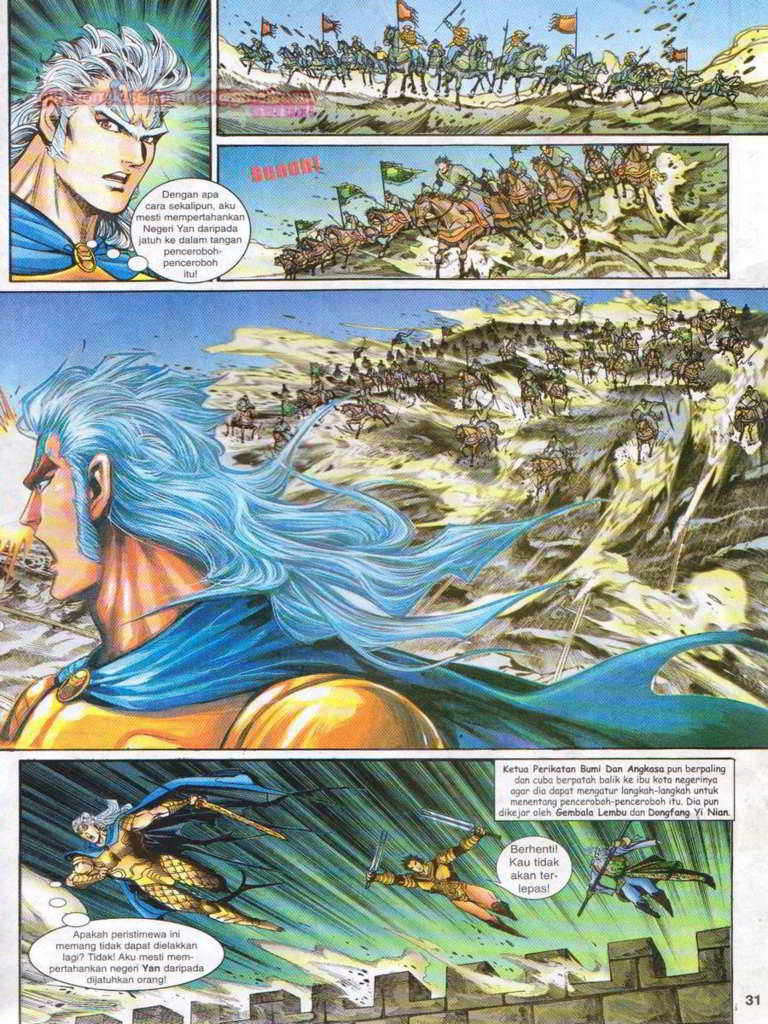 Dengan apa
cara sekalipun, aku
mesti mempertahankan
Negeri Yan daripada
jatuh ke dalam tangan
penceroboh-
penceroboh
itu!
Ketua Perikatan Bumi Dan Angkasa pun berpaling
dan cuba berpatah balik ke ibu kota negerinya
agar dia dapat mengatur langkah-langkah untuk
menentang penceroboh-penceroboh itu. Dia pun
dikejar oleh Gembala Lembu dan Dongfang Yi Nian.
Berhenti!
Kau tidak
akan ter-
lepas!
Apakah peristimewa ini
memang tidak dapat dielakkan
lagi? Tidak! Aku mesti mem-
pertahankan negeri Yan daripada
dijatuhkan orang!
31